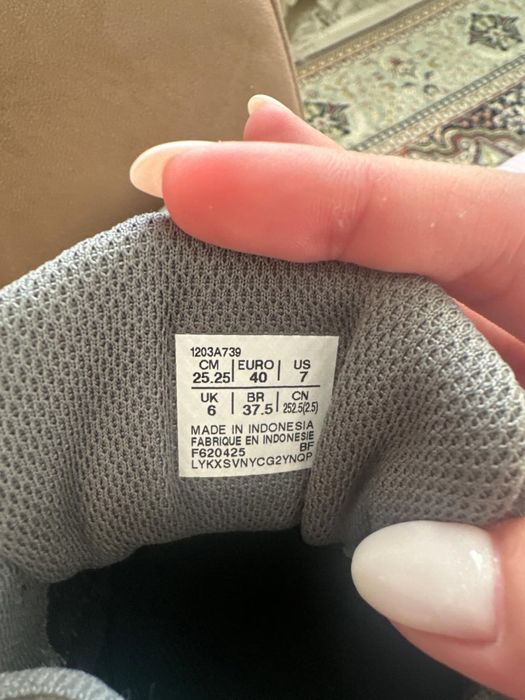 1203A739
CM EURO US
25.25 40 7
UK BR CN
6 37.5 252.5(2.5)
MADE IN INDONESIA
FABRIQUE EN INDONESIE
F620425 BF
LYKXSVNYCG2YNQP